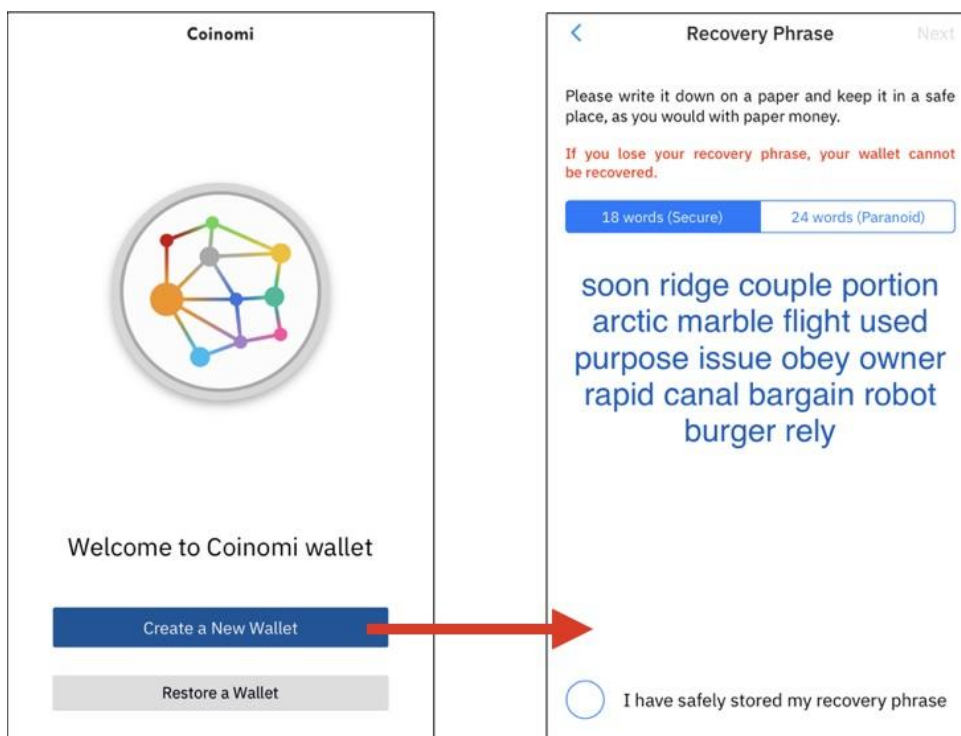 Coinomi
Welcome to Coinomi wallet
Create a New Wallet
Restore a Wallet
Recovery Phrase
Next
Please write it down on a paper and keep it in a safe
place, as you would with paper money.
If you lose your recovery phrase, your wallet cannot
be recovered.
18 words (Secure)
24 words (Paranoid)
soon ridge couple portion
arctic marble flight used
purpose issue obey owner
rapid canal bargain robot
burger rely
I have safely stored my recovery phrase